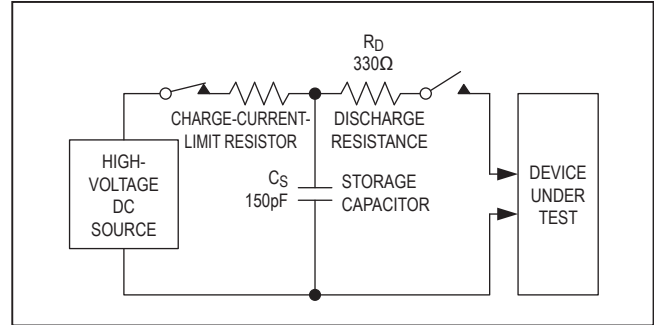 RD
330Ω
CHARGE-CURRENT-
LIMIT RESISTOR
DISCHARGE
RESISTANCE
HIGH-
VOLTAGE
DC
SOURCE
CS
150pF
STORAGE
CAPACITOR
DEVICE
UNDER
TEST